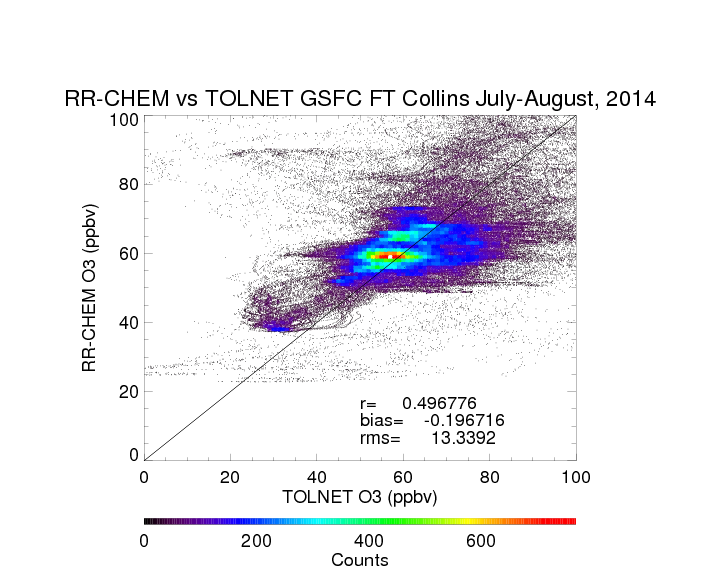 RR-CHEM vs TOLNET GSFC FT Collins July-August, 2014
100
80
60
40
20
0
RR-CHEM O3 (ppbv)
r= 0.496776
bias= -0.196716
rms= 13.3392
0 20 40 60 80 100
TOLNET O3 (ppbv)
0 200 400 600
Counts